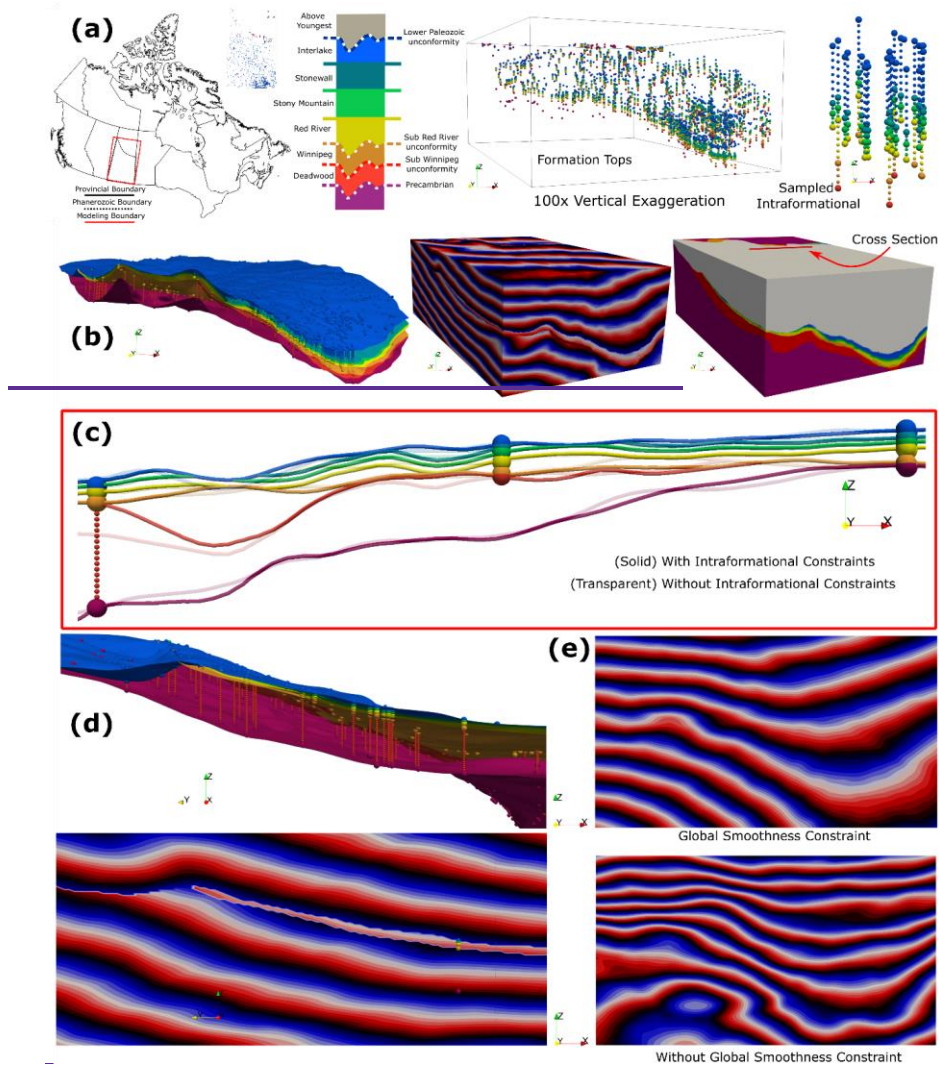 (a)
Above
Youngest
Interlake
Stonewall
Stony Mountain
Red River
Winnipeg
Deadwood
Lower Paleozoic
unconformity
Sub Red River
unconformity
Sub Winnipeg
unconformity
Precambrian
Provincial Boundary
Phanerozoic Boundary
Modeling Boundary
Formation Tops
100x Vertical Exaggeration
Sampled
Intraformational
Z
Y X
Z
Y X
(b)
Z
Y X
Z
Y X
Z
Y X
Cross Section
(c)
Z
Y X
(Solid) With Intraformational Constraints
(Transparent) Without Intraformational Constraints
(d)
Z
Y X
(e)
Z
Y X
Global Smoothness Constraint
Z
Y X
Without Global Smoothness Constraint